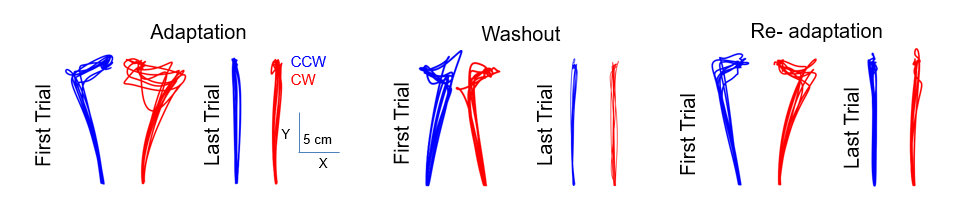 Adaptation
First Trial
Last Trial
CCW
CW
Y
5 cm
X
Washout
First Trial
Last Trial
Re- adaptation
First Trial
Last Trial